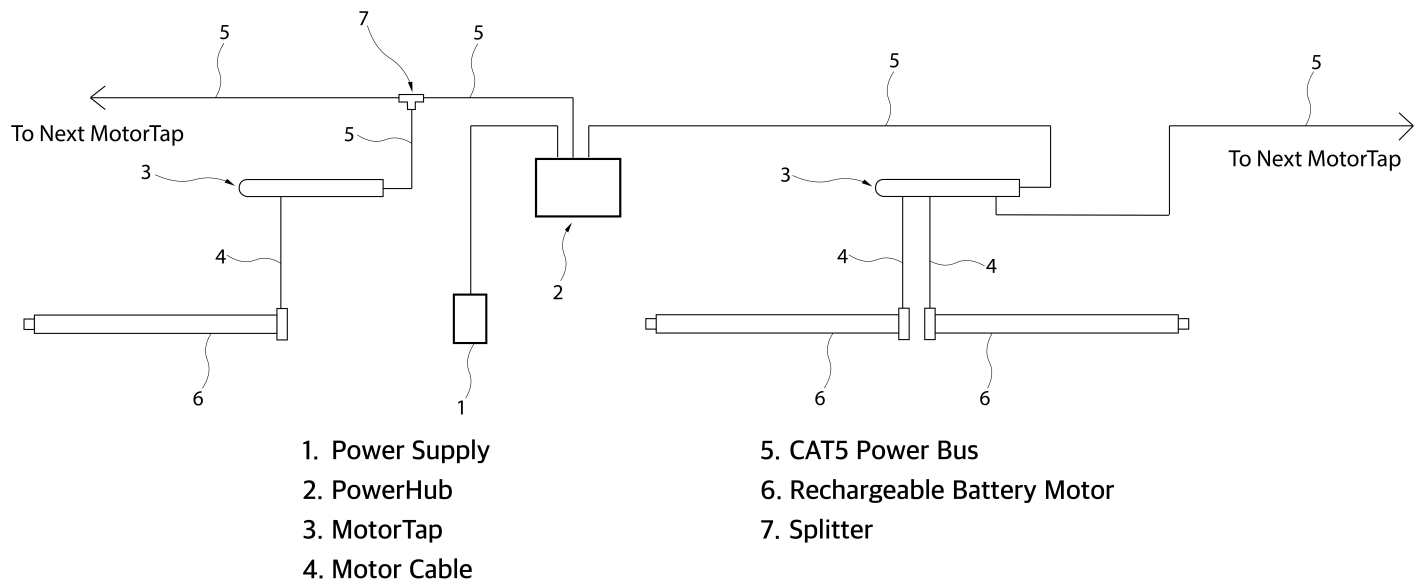 7
5
5
5
5
To Next MotorTap
5
To Next MotorTap
3
3
4
4
4
2
6
1
6
6
1. Power Supply
2. PowerHub
3. MotorTap
4. Motor Cable
5. CAT5 Power Bus
6. Rechargeable Battery Motor
7. Splitter